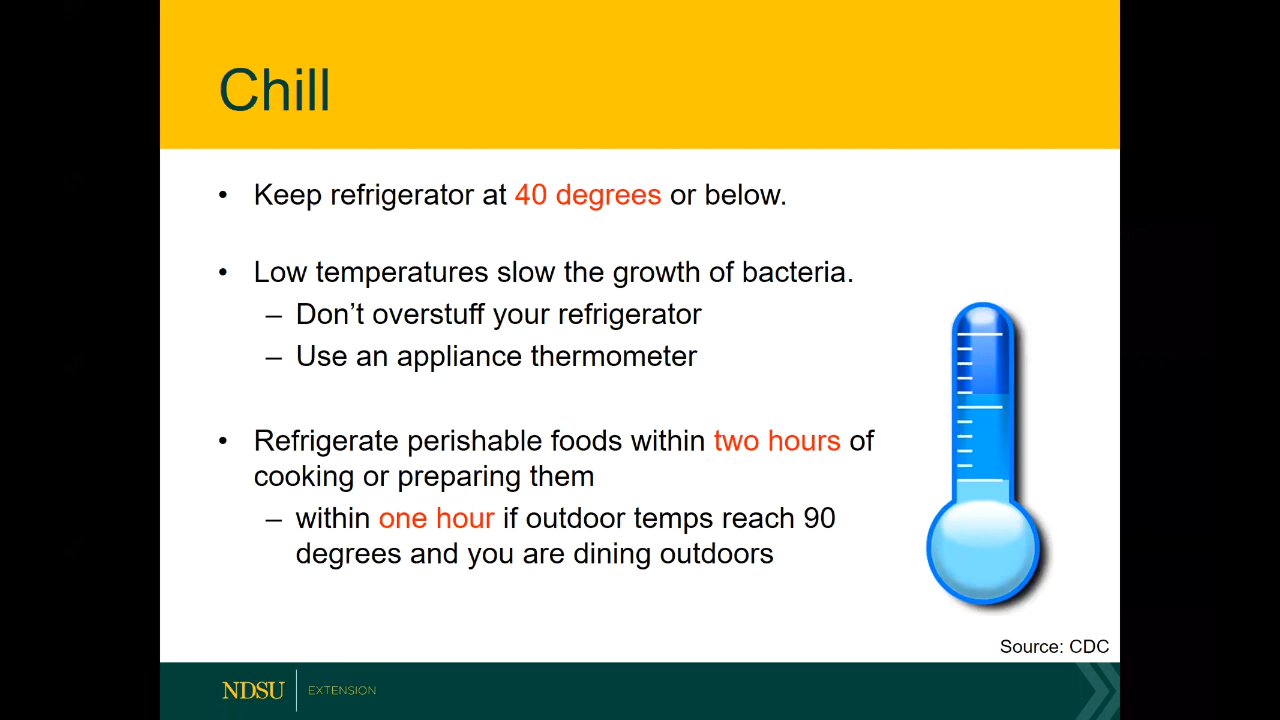 Chill
• Keep refrigerator at 40 degrees or below.
• Low temperatures slow the growth of bacteria.
– Don’t overstuff your refrigerator
– Use an appliance thermometer
• Refrigerate perishable foods within two hours of
cooking or preparing them
– within one hour if outdoor temps reach 90
degrees and you are dining outdoors
Source: CDC
NDSU EXTENSION